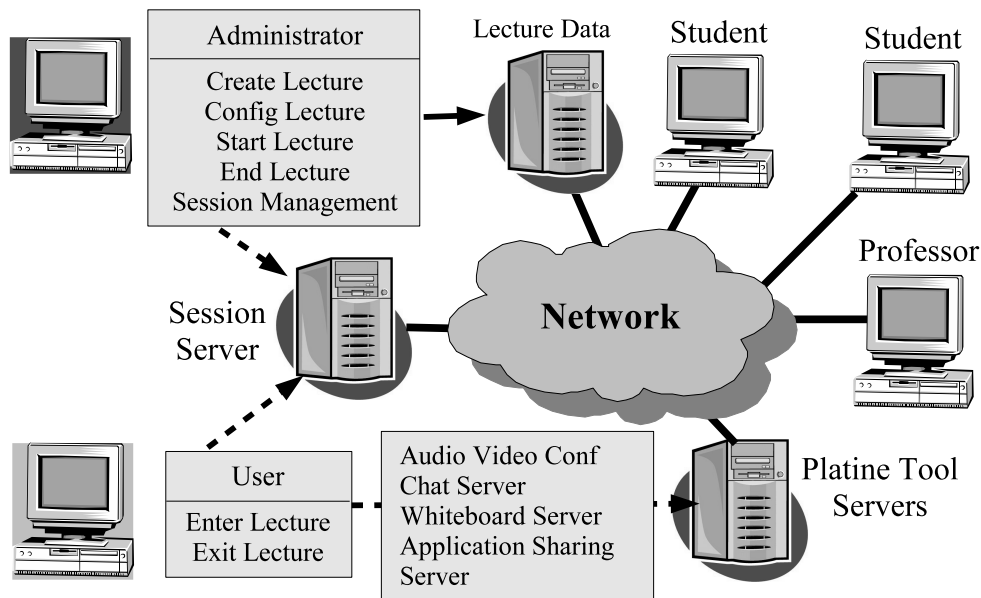 Administrator
Create Lecture
Config Lecture
Start Lecture
End Lecture
Session Management
Lecture Data
Student
Student
Professor
Network
Session
Server
User
Enter Lecture
Exit Lecture
Audio Video Conf
Chat Server
Whiteboard Server
Application Sharing
Server
Platine Tool
Servers